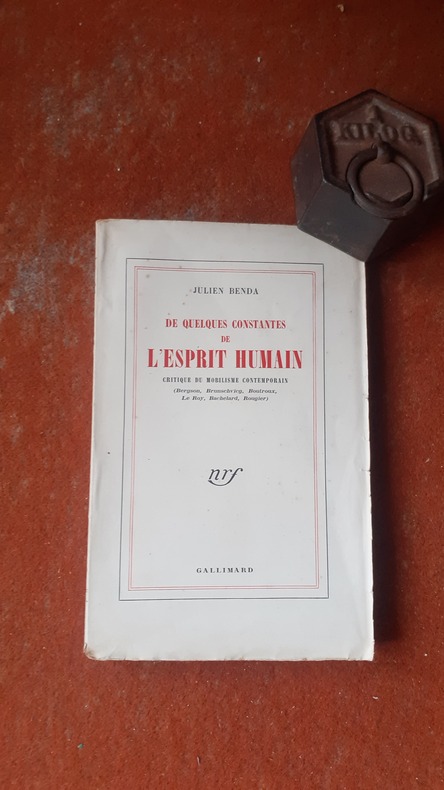 KILOG.
JULIEN BENDA
DE QUELQUES CONSTANTES
DE
L'ESPRIT HUMAIN
CRITIQUE DU MOBILISME CONTEMPORAIN
(Bergson, Brunschvicg, Boutroux,
Le Roy, Bachelard, Rougier)
nrf
GALLIMARD